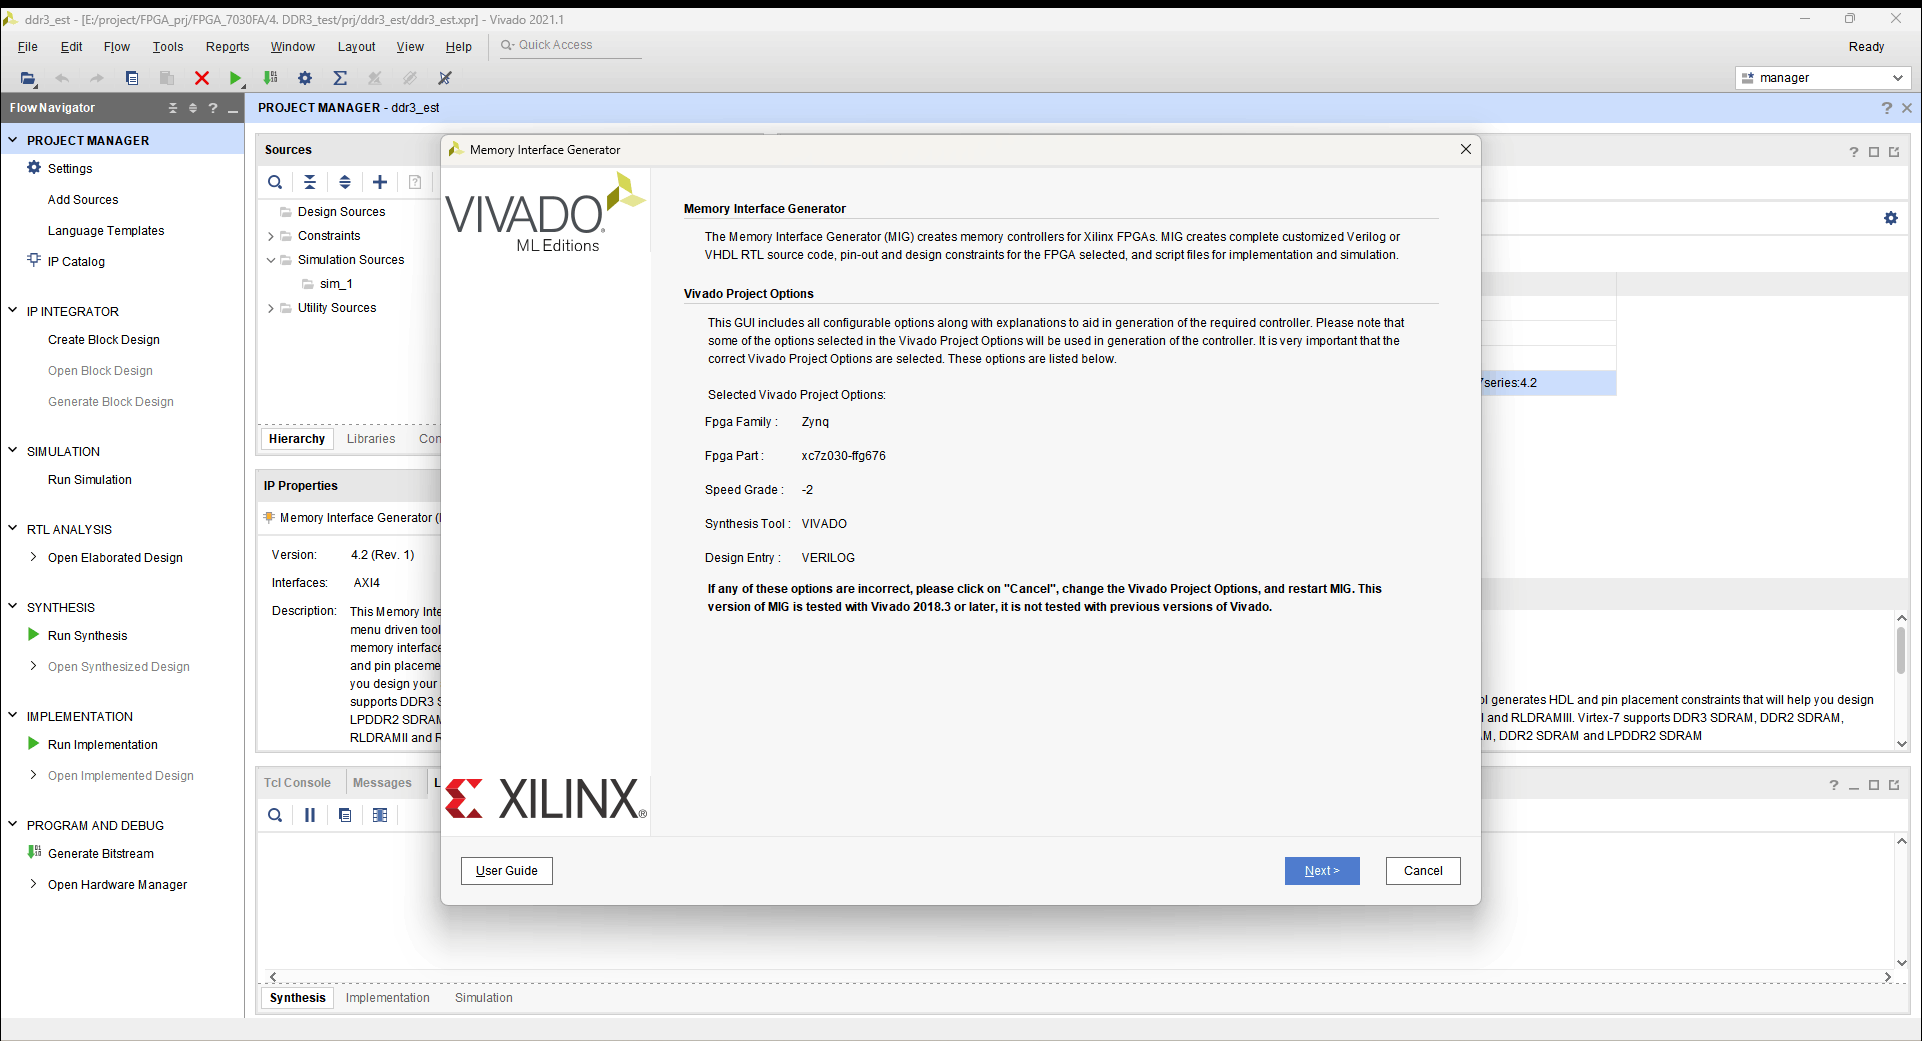 ddr3_est - [E:/project/FPGA_prj/FPGA_7030FA/4. DDR3_test/prj/ddr3_est/ddr3_est.xpr] - Vivado 2021.1
File Edit Flow Tools Reports Window Layout View Help Quick Access Ready
manager
Flow Navigator
PROJECT MANAGER - ddr3_est
PROJECT MANAGER
Settings
Add Sources
Language Templates
IP Catalog
IP INTEGRATOR
Create Block Design
Open Block Design
Generate Block Design
SIMULATION
Run Simulation
RTL ANALYSIS
Open Elaborated Design
SYNTHESIS
Run Synthesis
Open Synthesized Design
IMPLEMENTATION
Run Implementation
Open Implemented Design
PROGRAM AND DEBUG
Generate Bitstream
Open Hardware Manager
Sources
Design Sources
Constraints
Simulation Sources
sim_1
Utility Sources
Hierarchy Libraries
IP Properties
Memory Interface Generator
Version: 4.2 (Rev. 1)
Interfaces: AXI4
Description: This Memory
menu driven tool
memory interface
and pin
you design your
supports DDR3
LPDDR2
RLDRAMII and
Memory Interface Generator
VIVADO
ML Editions
XILINX®
Memory Interface Generator
The Memory Interface Generator (MIG) creates memory controllers for Xilinx FPGAs. MIG creates complete customized Verilog or
VHDL RTL source code, pin-out and design constraints for the FPGA selected, and script files for implementation and simulation.
Vivado Project Options
This GUI includes all configurable options along with explanations to aid in generation of the required controller. Please note that
some of the options selected in the Vivado Project Options will be used in generation of the controller. It is very important that the
correct Vivado Project Options are selected. These options are listed below.
Selected Vivado Project Options:
Fpga Family : Zynq
Fpga Part : xc7z030-ffg676
Speed Grade : -2
Synthesis Tool : VIVADO
Design Entry : VERILOG
If any of these options are incorrect, please click on "Cancel", change the Vivado Project Options, and restart MIG. This
version of MIG is tested with Vivado 2018.3 or later, it is not tested with previous versions of Vivado.
User Guide Next > Cancel
series:4.2
generates HDL and pin placement constraints that will help you design
and RLDRAMIII. Virtex-7 supports DDR3 SDRAM, DDR2 SDRAM,
DDR2 SDRAM and LPDDR2 SDRAM
Tcl Console Messages
Synthesis Implementation Simulation